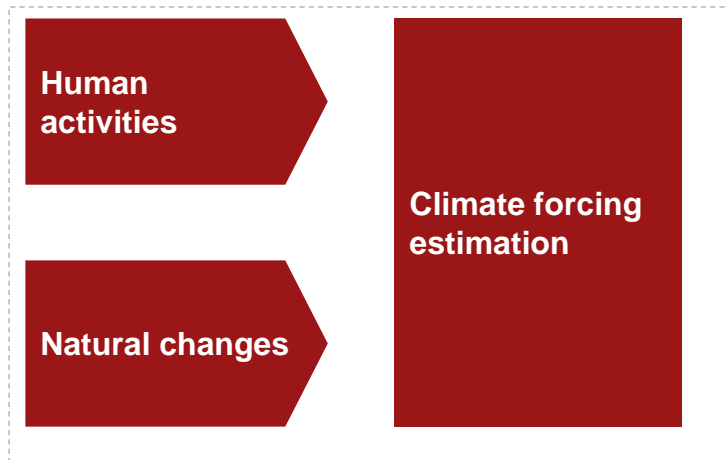 Human
activities
Climate forcing
estimation
Natural changes